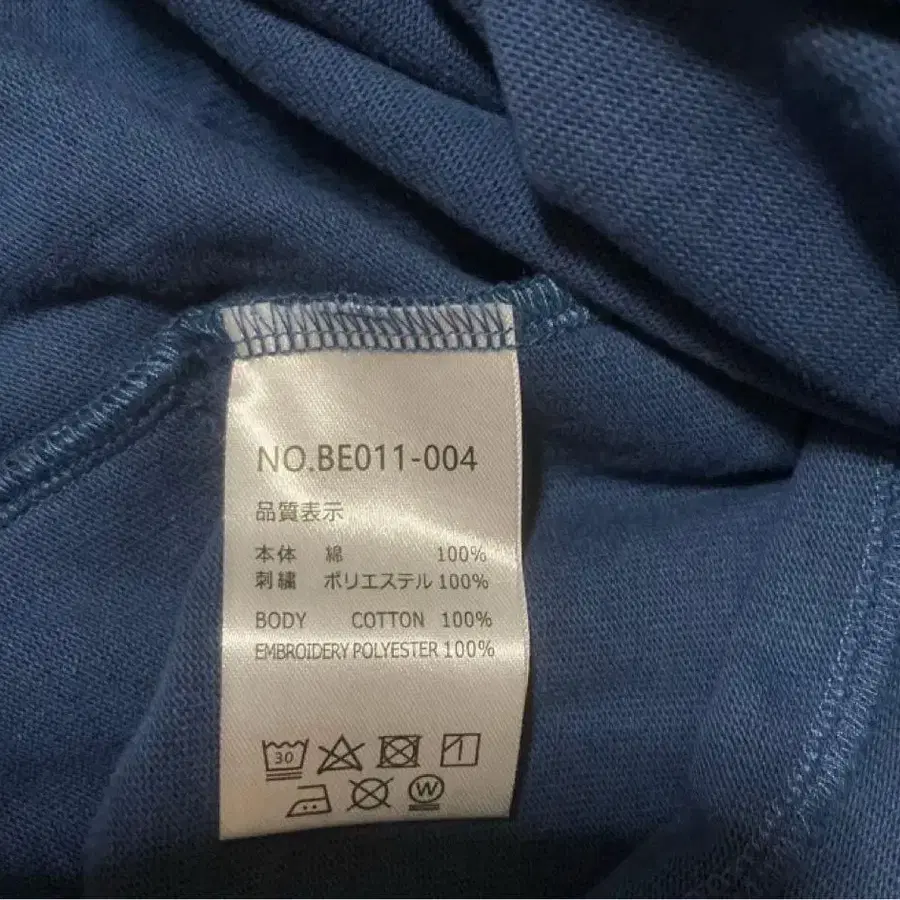 NO.BE011-004
品質表示
本体 綿 100%
刺繍 ポリエステル 100%
BODY COTTON 100%
EMBROIDERY POLYESTER 100%
30
W